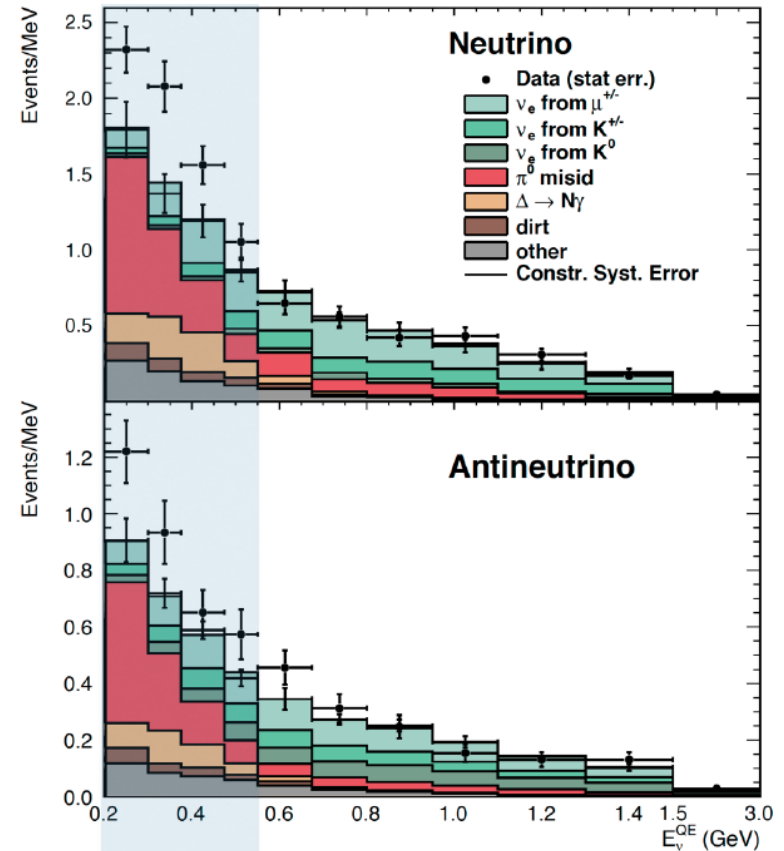 Events/MeV
2.5
2.0
1.5
1.0
0.5
Neutrino
Data (stat err.)
νe from μ+/-
νe from K+/-
νe from K0
π0 misid
Δ → Nγ
dirt
other
Constr. Syst. Error
Events/MeV
1.2
1.0
0.8
0.6
0.4
0.2
0.0
Antineutrino
0.2 0.4 0.6 0.8 1.0 1.2 1.4 1.5 3.0
EνQE (GeV)